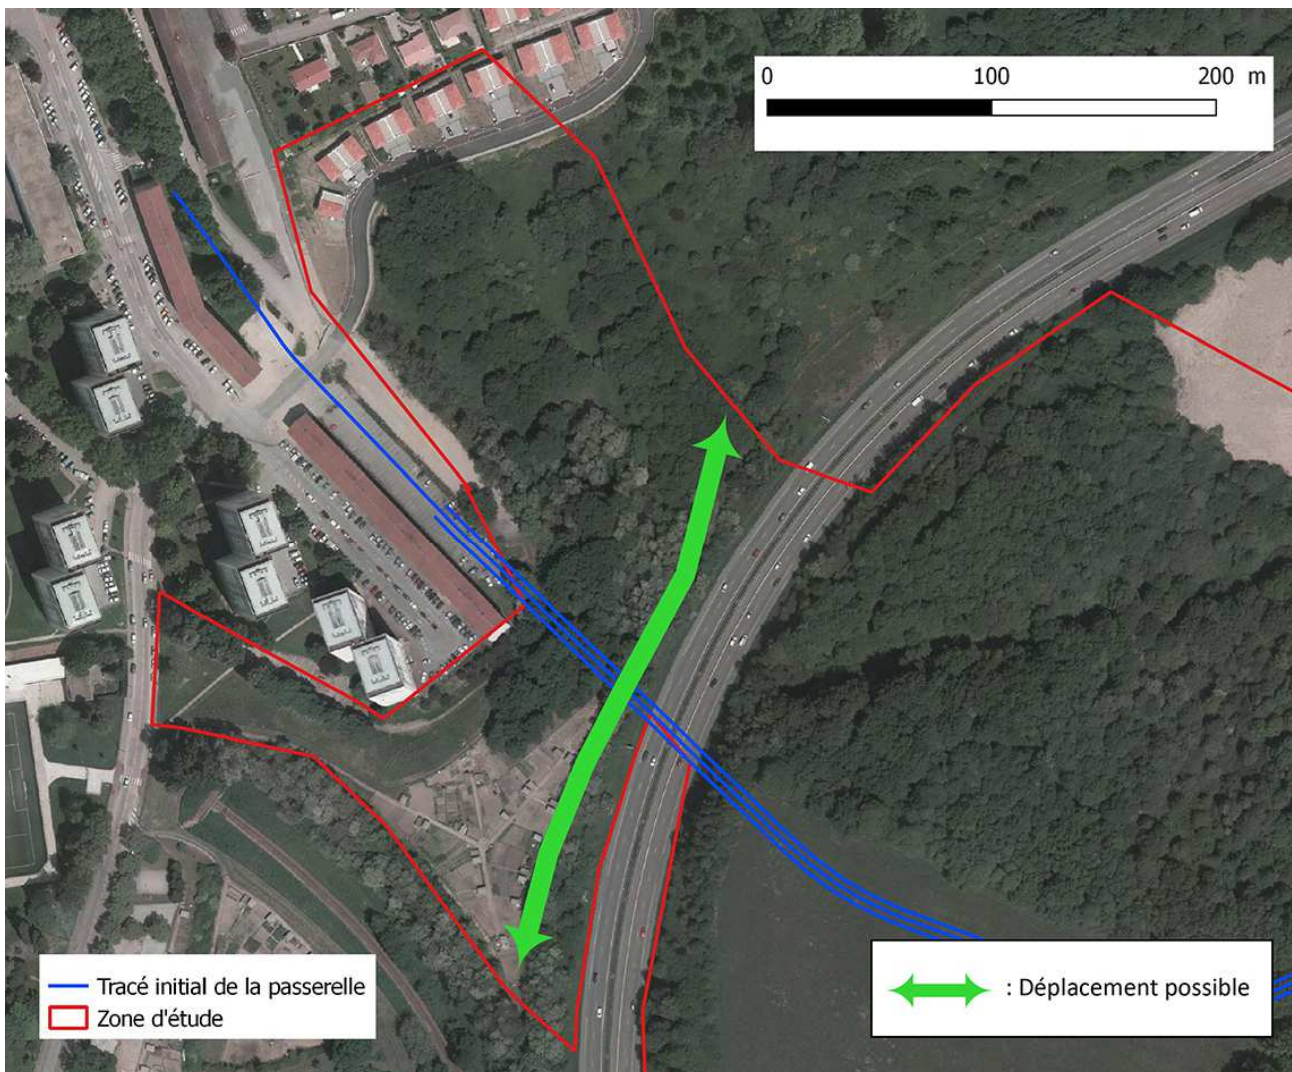 0 100 200 m
Tracé initial de la passerelle
Zone d'étude
: Déplacement possible